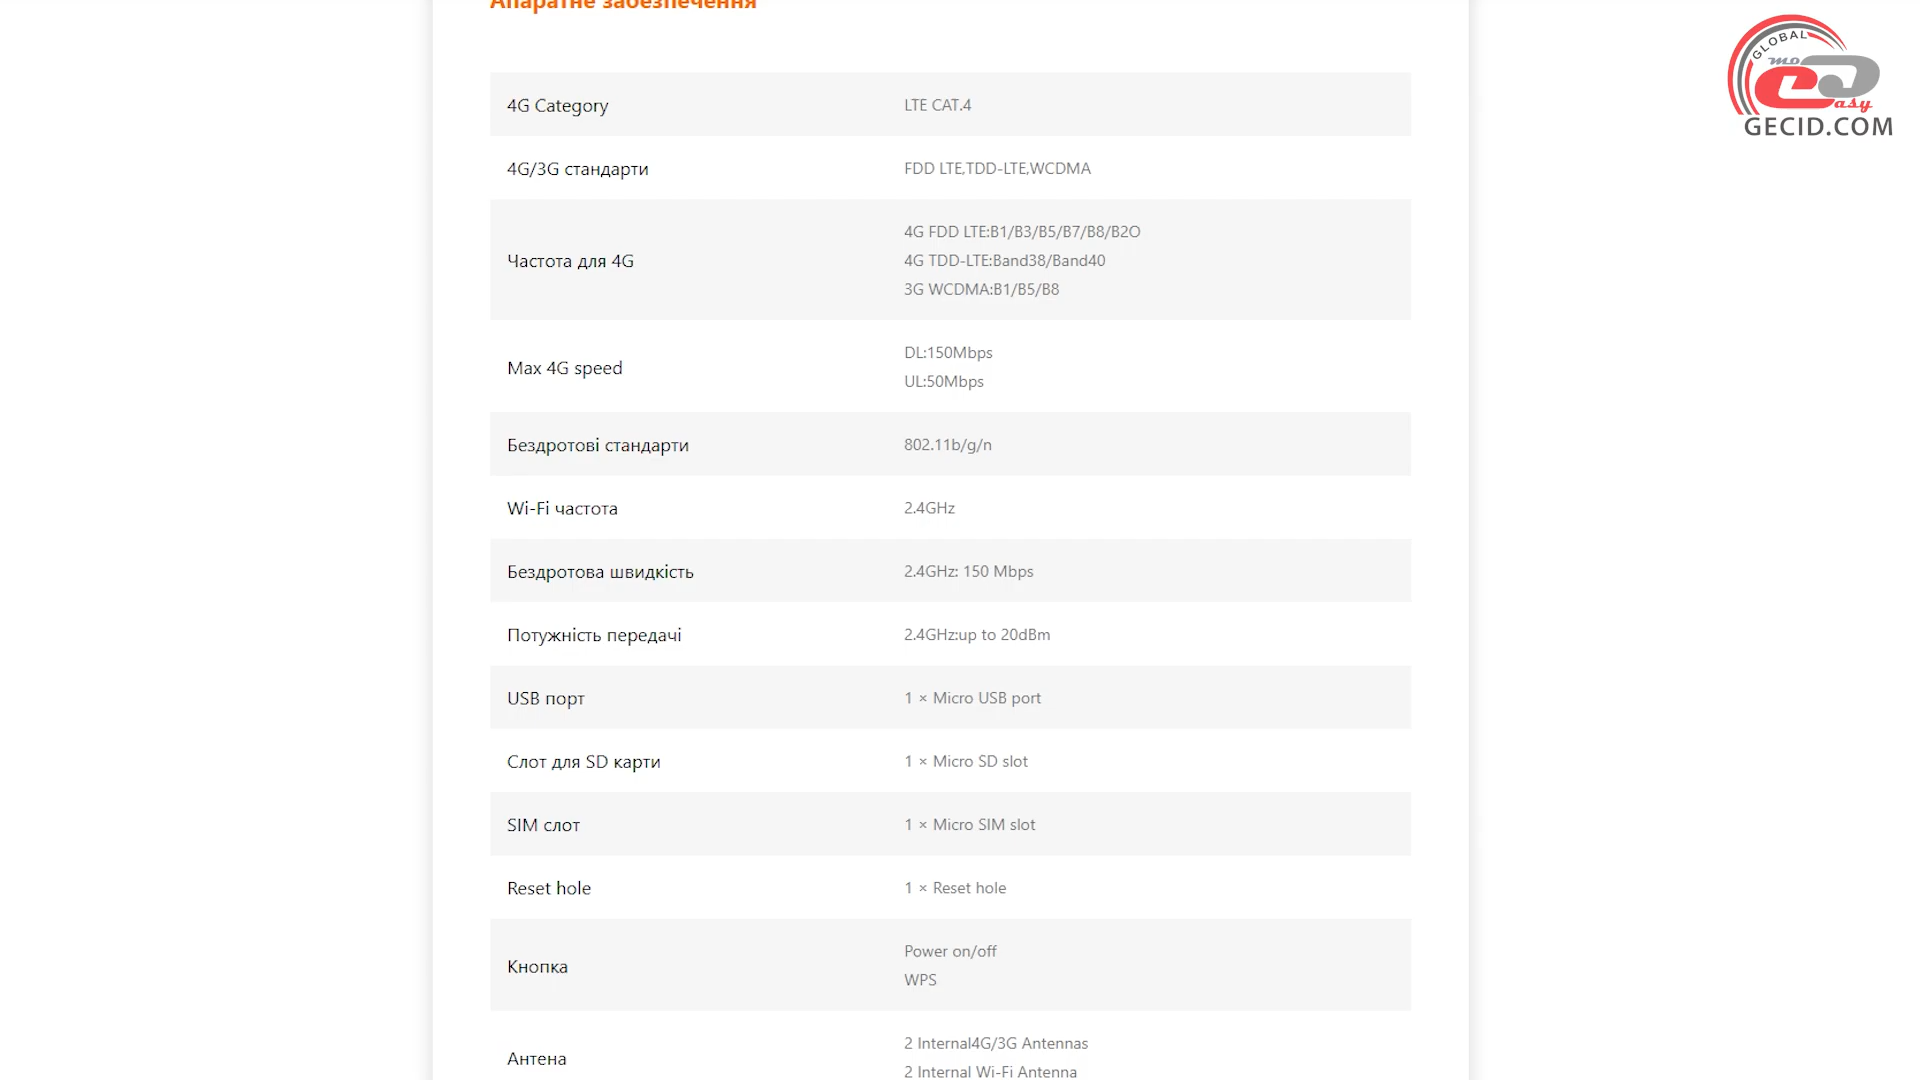 Апаратне забезпечення
GLOBAL
mo
asy
GECID.COM
4G Category
LTE CAT.4
4G/3G стандарти
FDD LTE,TDD-LTE,WCDMA
Частота для 4G
4G FDD LTE:B1/B3/B5/B7/B8/B2O
4G TDD-LTE:Band38/Band40
3G WCDMA:B1/B5/B8
Max 4G speed
DL:150Mbps
UL:50Mbps
Бездротові стандарти
802.11b/g/n
Wi-Fi частота
2.4GHz
Бездротова швидкість
2.4GHz: 150 Mbps
Потужність передачі
2.4GHz:up to 20dBm
USB порт
1 × Micro USB port
Слот для SD карти
1 × Micro SD slot
SIM слот
1 × Micro SIM slot
Reset hole
1 × Reset hole
Кнопка
Power on/off
WPS
Антена
2 Internal4G/3G Antennas
2 Internal Wi-Fi Antenna